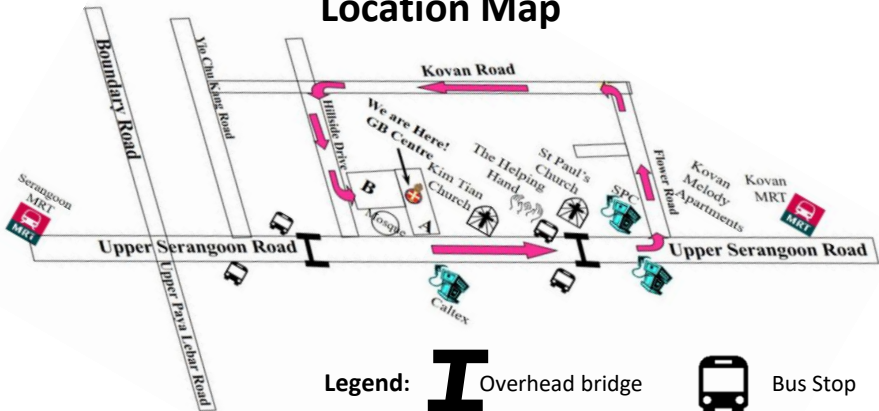 Location Map
Boundary Road
Yio Chu Kang Road
Kovan Road
Hillside Drive
We are Here!
GB Centre
Kim Tian
Church
The Helping
Hand
St Paul's
Church
SPC
Flower Road
Kovan
Melody
Apartments
Kovan
MRT
MRT
Serangoon
MRT
MRT
B
A
Mosque
Upper Serangoon Road
Upper Serangoon Road
Upper Paya Lebar Road
Caltex
Legend:
Overhead bridge
Bus Stop